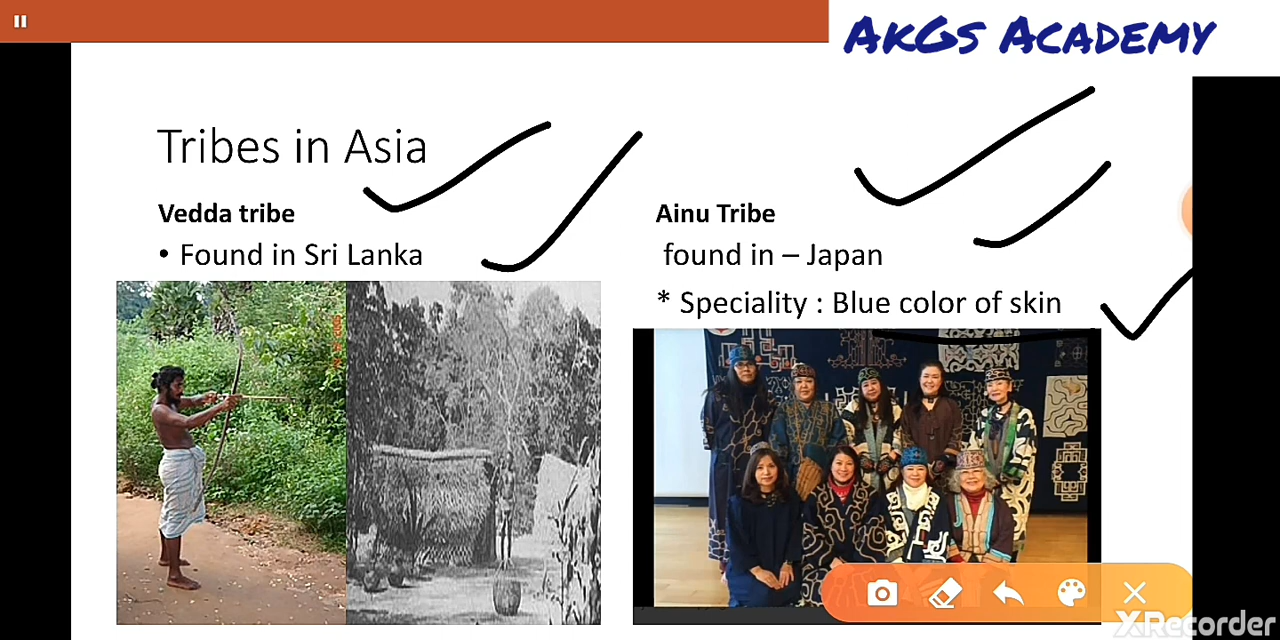 AKGS ACADEMY
Tribes in Asia
Vedda tribe
• Found in Sri Lanka
Ainu Tribe
found in – Japan
* Speciality : Blue color of skin
XRecorder